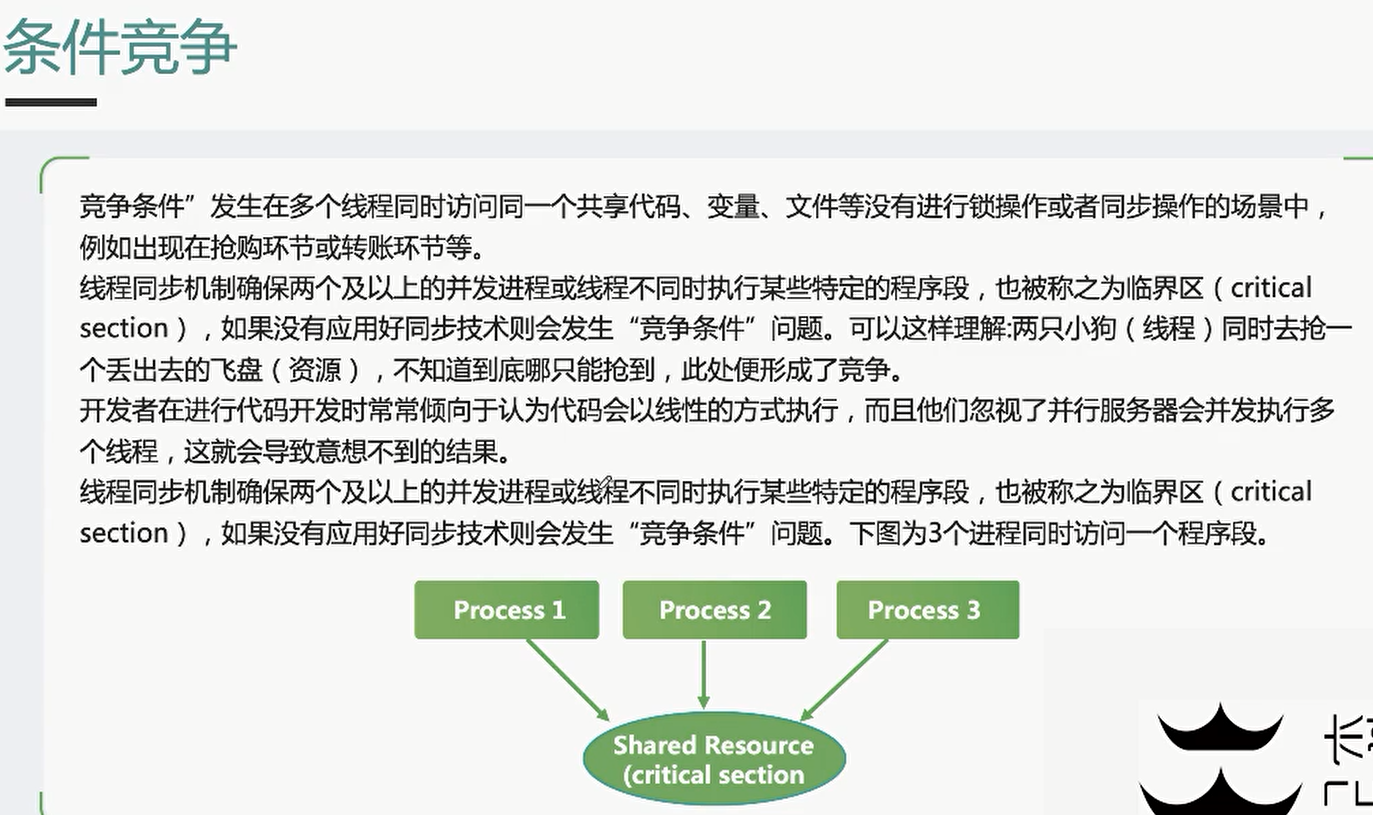 条件竞争
竞争条件”发生在多个线程同时访问同一个共享代码、变量、文件等没有进行锁操作或者同步操作的场景中，
例如出现在抢购环节或转账环节等。
线程同步机制确保两个及以上的并发进程或线程不同时执行某些特定的程序段，也被称之为临界区（critical
section），如果没有应用好同步技术则会发生“竞争条件”问题。可以这样理解:两只小狗（线程）同时去抢一
个丢出去的飞盘（资源），不知道到底哪只能抢到，此处便形成了竞争。
开发者在进行代码开发时常常倾向于认为代码会以线性的方式执行，而且他们忽视了并行服务器会并发执行多
个线程，这就会导致意想不到的结果。
线程同步机制确保两个及以上的并发进程或线程不同时执行某些特定的程序段，也被称之为临界区（critical
section），如果没有应用好同步技术则会发生“竞争条件”问题。下图为3个进程同时访问一个程序段。
Process 1
Process 2
Process 3
Shared Resource
(critical section